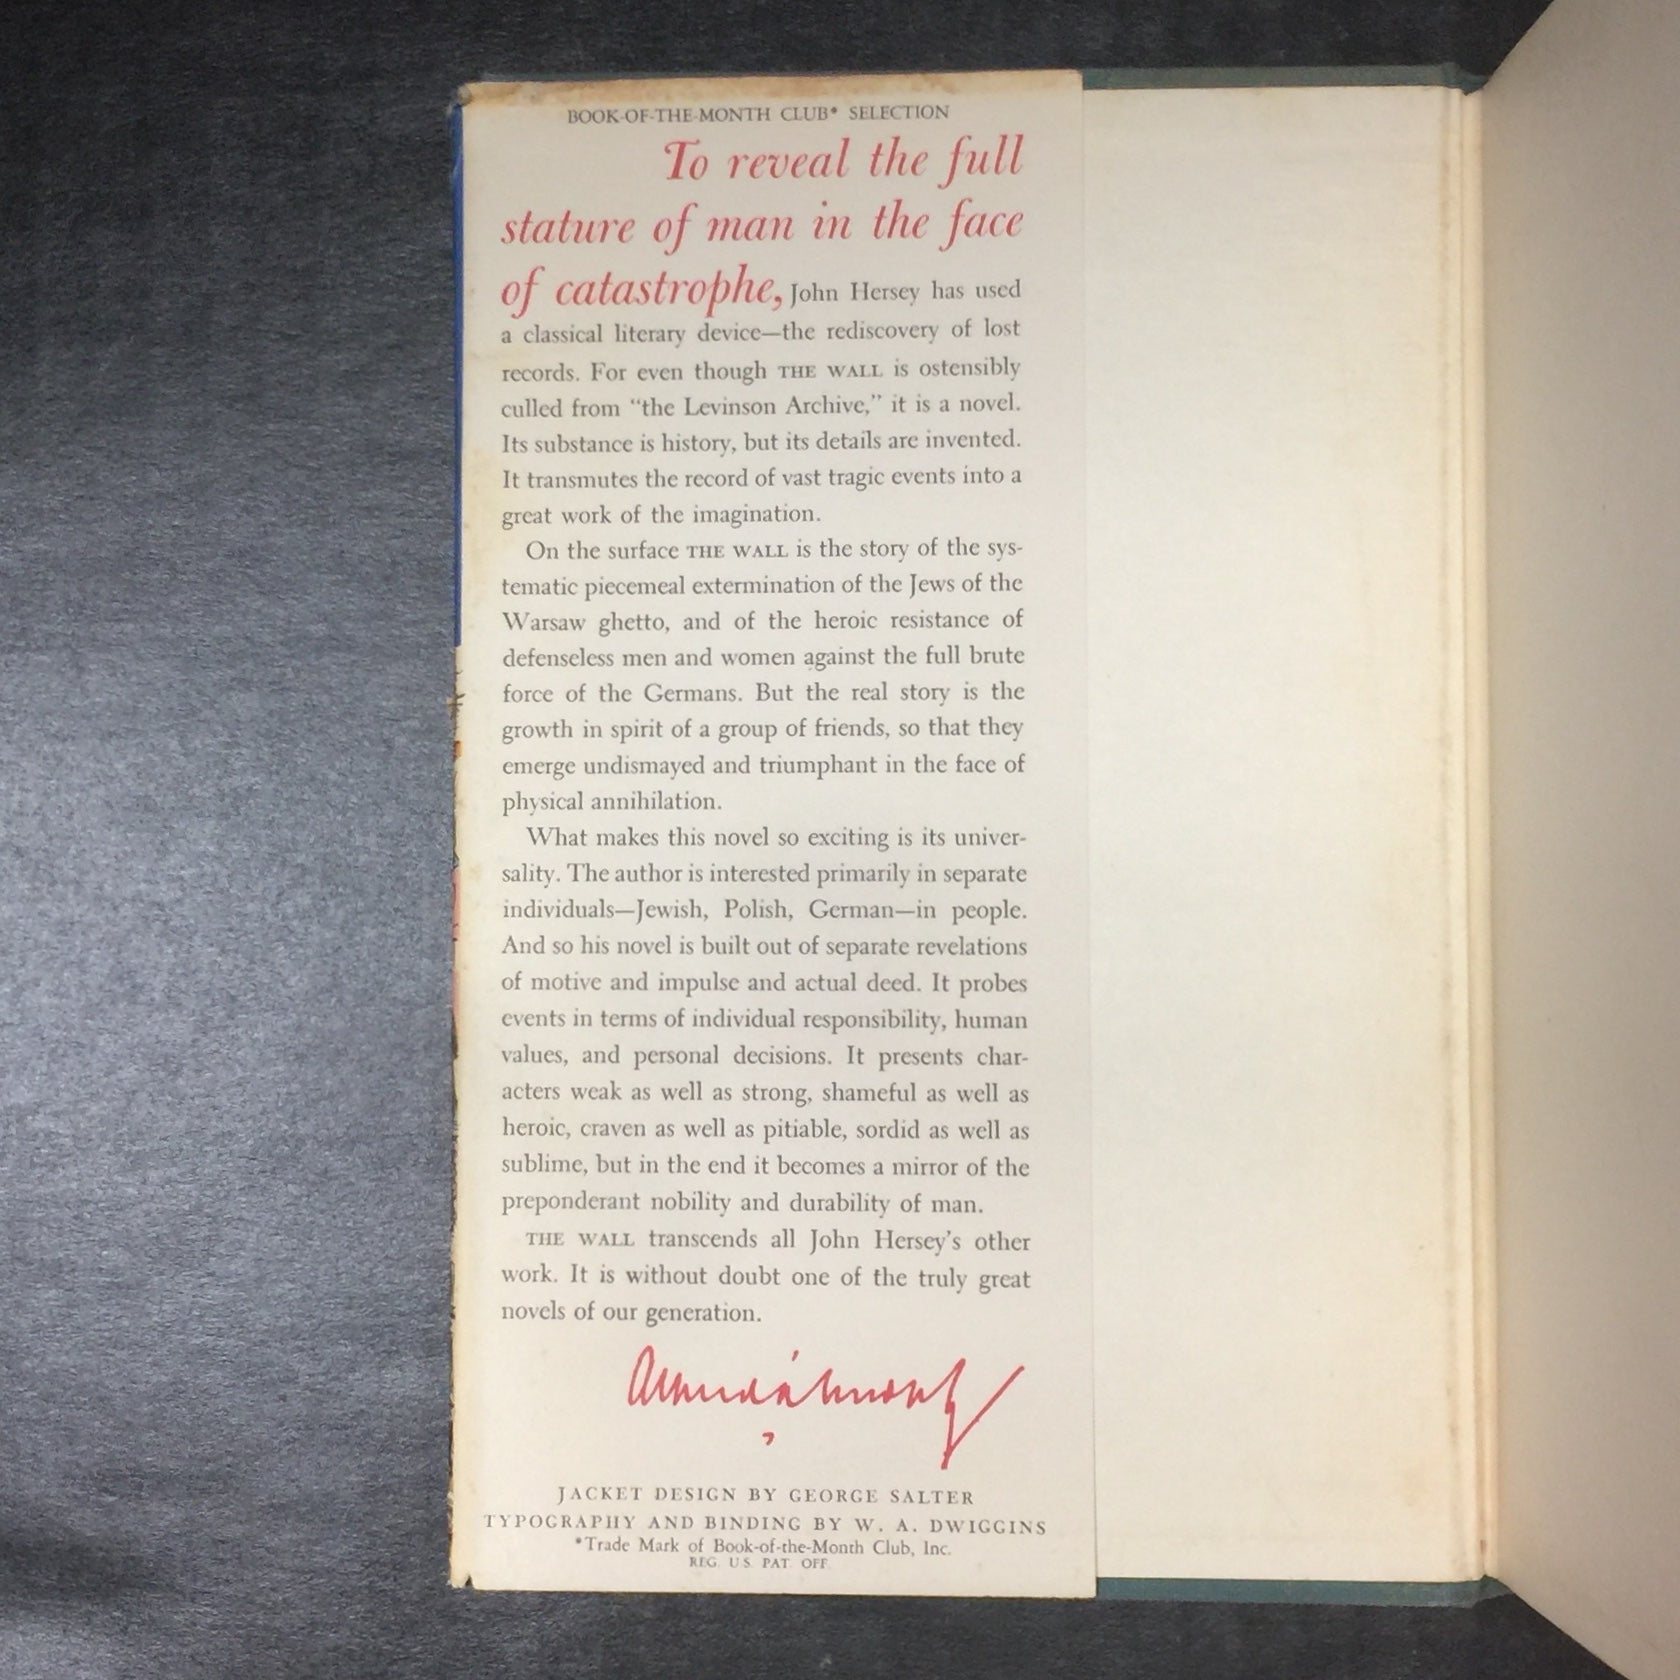 BOOK-OF-THE-MONTH CLUB* SELECTION
To reveal the full
stature of man in the face
of catastrophe, John Hersey has used
a classical literary device—the rediscovery of lost
records. For even though THE WALL is ostensibly
culled from “the Levinson Archive,” it is a novel.
Its substance is history, but its details are invented.
It transmutes the record of vast tragic events into a
great work of the imagination.
On the surface THE WALL is the story of the sys-
tematic piecemeal extermination of the Jews of the
Warsaw ghetto, and of the heroic resistance of
defenseless men and women against the full brute
force of the Germans. But the real story is the
growth in spirit of a group of friends, so that they
emerge undismayed and triumphant in the face of
physical annihilation.
What makes this novel so exciting is its univer-
sality. The author is interested primarily in separate
individuals—Jewish, Polish, German—in people.
And so his novel is built out of separate revelations
of motive and impulse and actual deed. It probes
events in terms of individual responsibility, human
values, and personal decisions. It presents char-
acters weak as well as strong, shameful as well as
heroic, craven as well as pitiable, sordid as well as
sublime, but in the end it becomes a mirror of the
preponderant nobility and durability of man.
THE WALL transcends all John Hersey’s other
work. It is without doubt one of the truly great
novels of our generation.
JACKET DESIGN BY GEORGE SALTER
TYPOGRAPHY AND BINDING BY W. A. DWIGGINS
*Trade Mark of Book-of-the-Month Club, Inc.
REG. U.S. PAT. OFF.